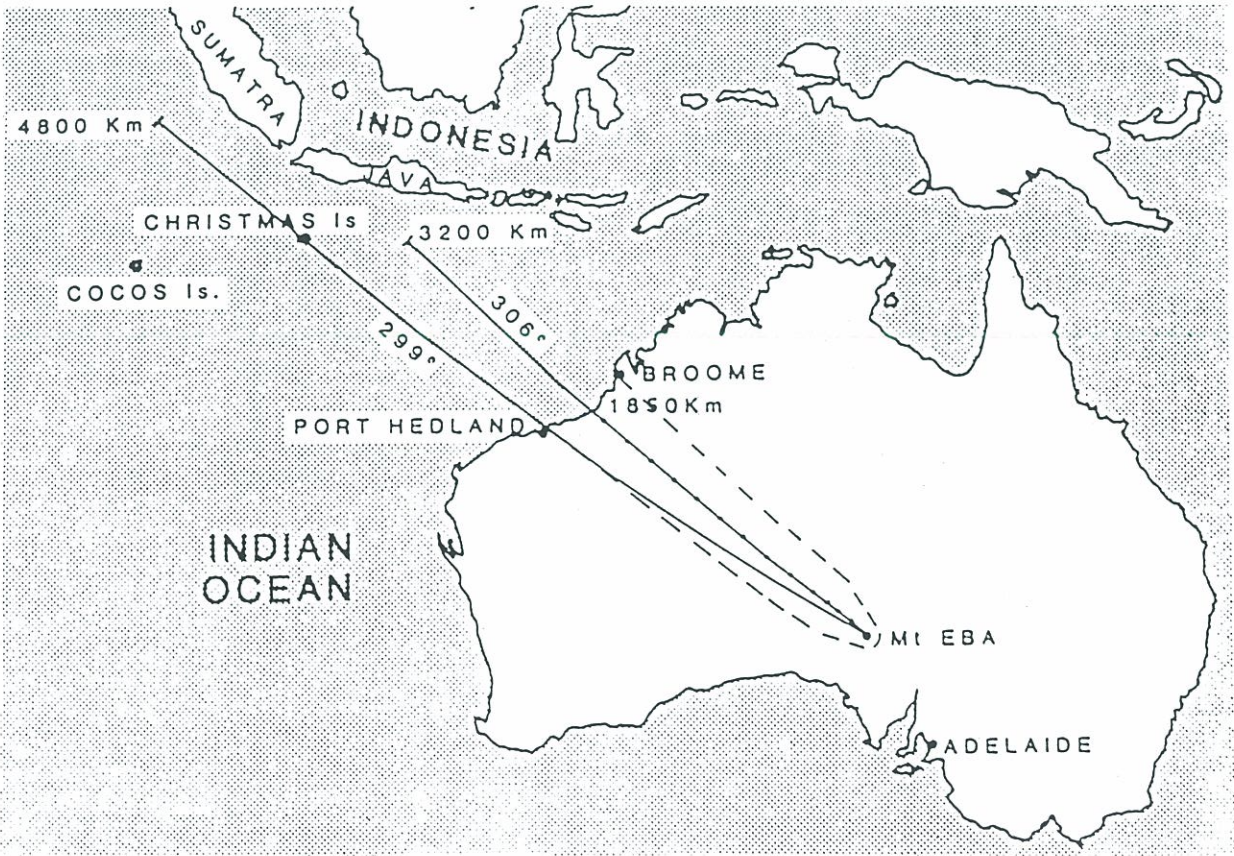 SUMATRA
4800 Km
INDONESIA
JAVA
CHRISTMAS Is
3200 Km
COCOS Is.
306°
299°
BROOME
1850Km
PORT HEDLAND
INDIAN
OCEAN
Mt EBA
ADELAIDE